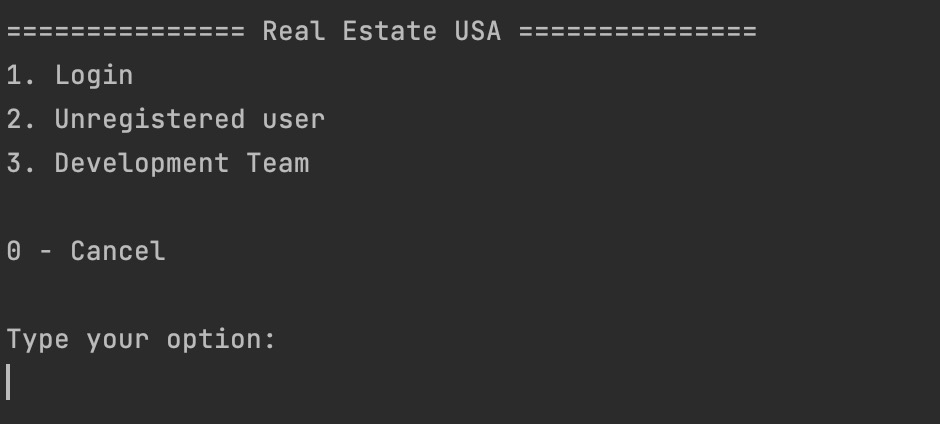 =============== Real Estate USA ===============
1. Login
2. Unregistered user
3. Development Team
0 - Cancel
Type your option: